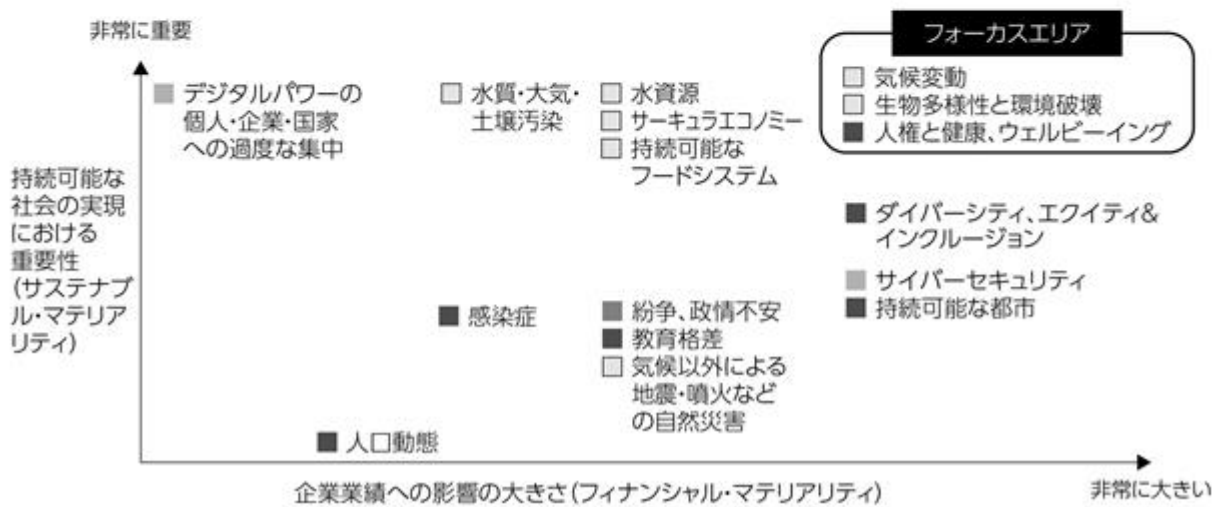 非常に重要
フォーカスエリア
気候変動
生物多様性と環境破壊
人権と健康、ウェルビーイング
デジタルパワーの
個人・企業・国家
への過度な集中
水質・大気・
土壌汚染
水資源
サーキュラエコノミー
持続可能な
フードシステム
持続可能な
社会の実現
における
重要性
(サステナブ
ル・マテリア
リティ)
ダイバーシティ、エクイティ&
インクルージョン
サイバーセキュリティ
持続可能な都市
感染症
紛争、政情不安
教育格差
気候以外による
地震・噴火など
の自然災害
人口動態
企業業績への影響の大きさ(フィナンシャル・マテリアリティ)
非常に大きい